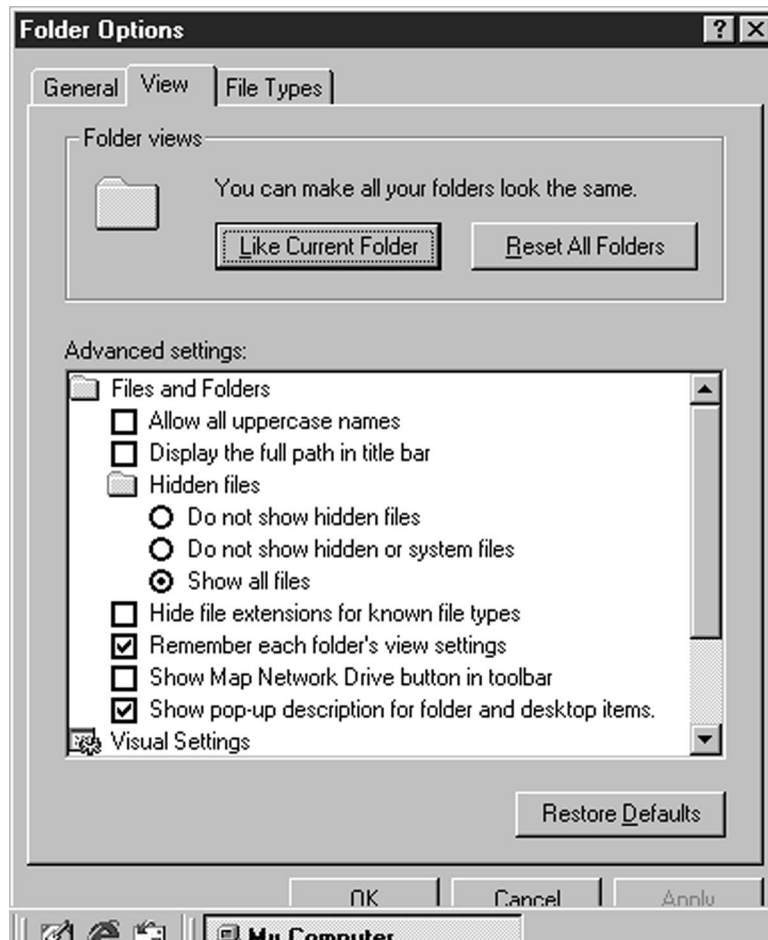 Folder Options
General View File Types
Folder views
You can make all your folders look the same.
Like Current Folder Reset All Folders
Advanced settings:
Files and Folders
Allow all uppercase names
Display the full path in title bar
Hidden files
Do not show hidden files
Do not show hidden or system files
Show all files
Hide file extensions for known file types
Remember each folder's view settings
Show Map Network Drive button in toolbar
Show pop-up description for folder and desktop items.
Visual Settings
Restore Defaults
OK Cancel Apply
My Computer